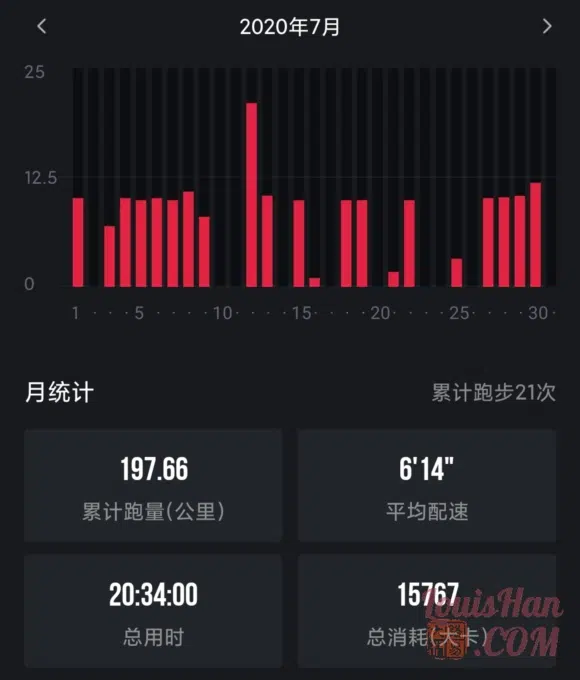 2020年7月
25
12.5
0
1 · · · 5 · · · · 10 · · · · 15 · · · · 20 · · · · 25 · · · · 30 ·
月统计 累计跑步21次
197.66 6'14"
累计跑量(公里) 平均配速
20:34:00 15767
总用时 总消耗(大卡)
LouisHan
.COM